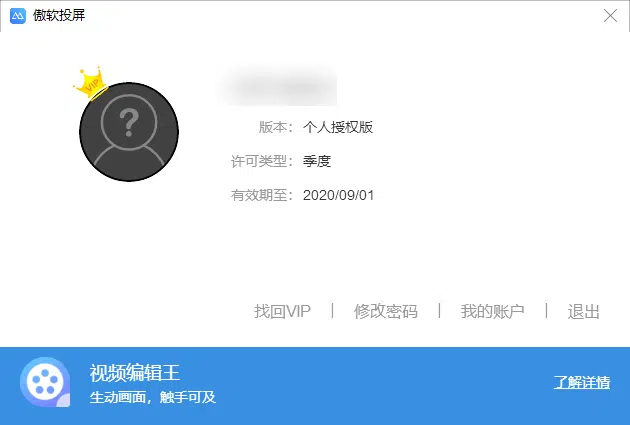 傲软投屏
VIP
版本： 个人授权版
许可类型： 季度
有效期至： 2020/09/01
找回VIP | 修改密码 | 我的账户 | 退出
视频编辑王
生动画面，触手可及
了解详情